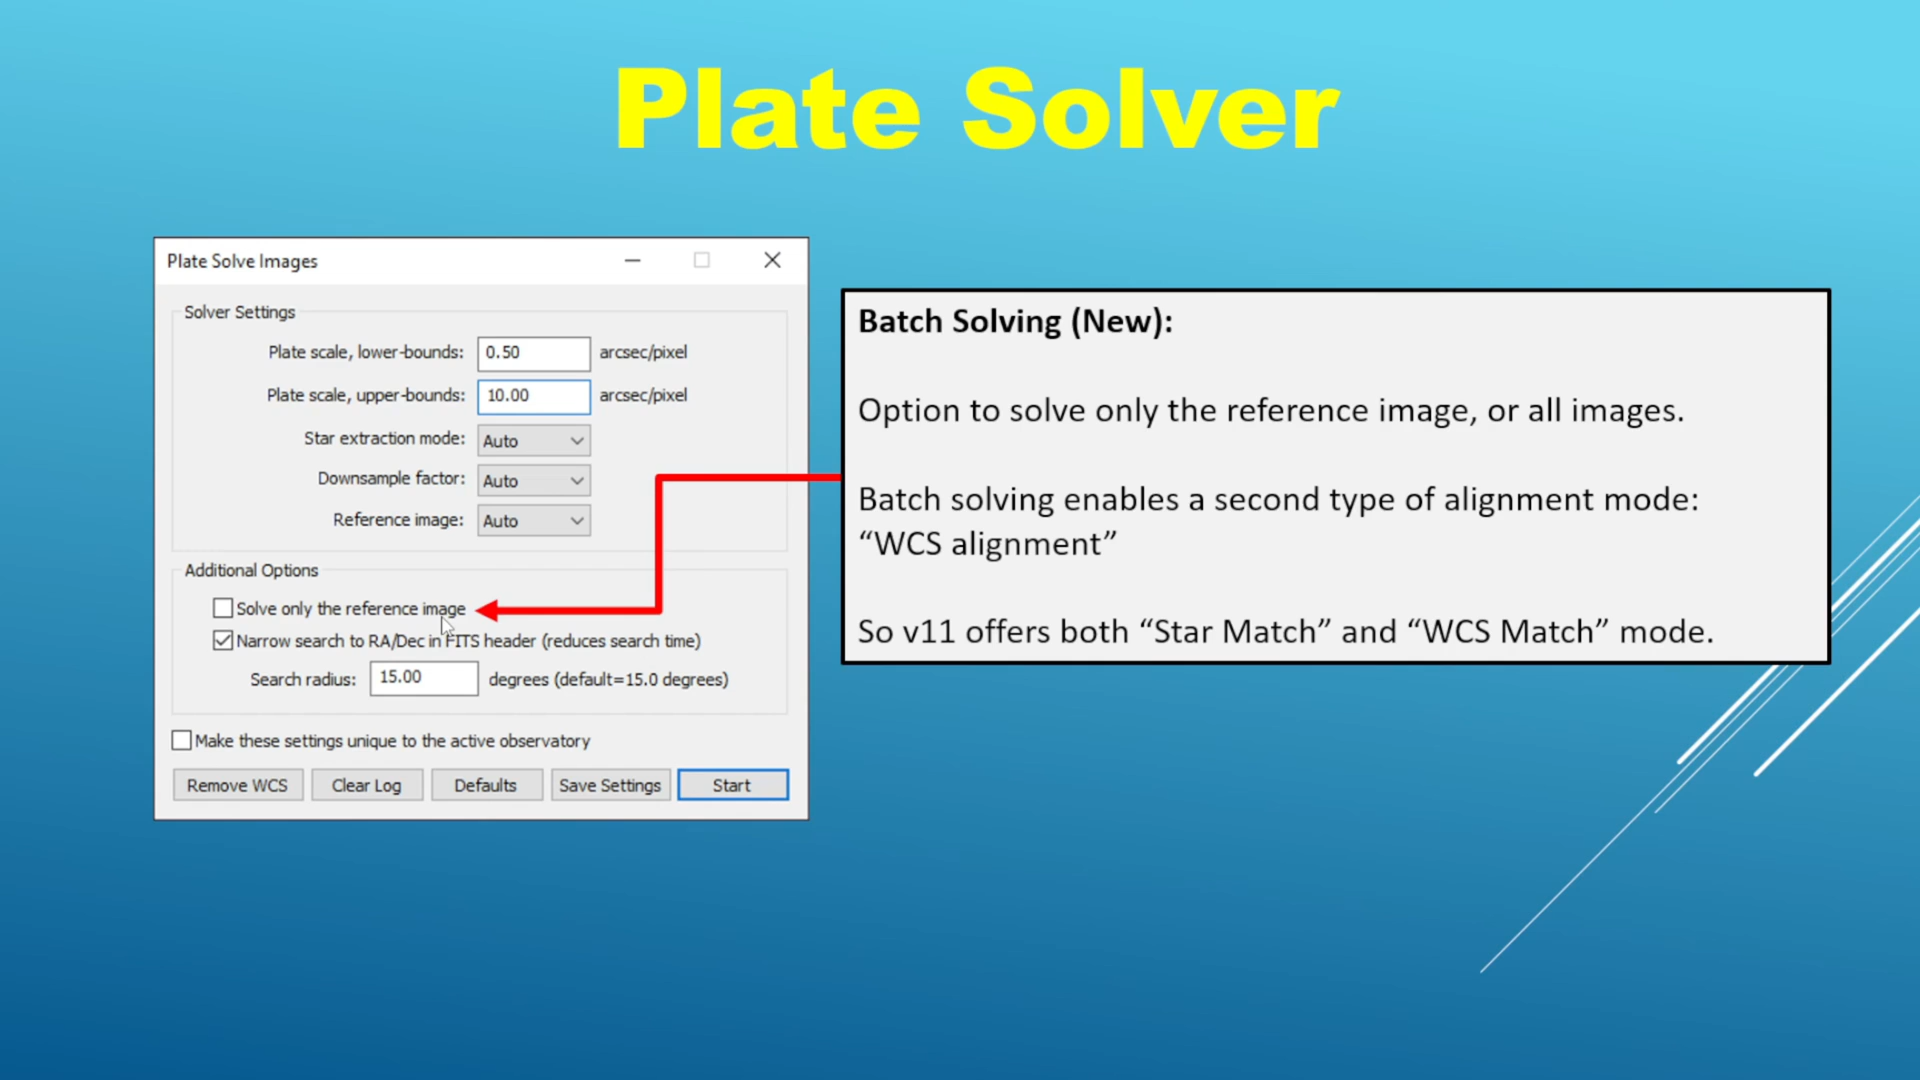 Plate Solver
Plate Solve Images
Solver Settings
Plate scale, lower-bounds: 0.50 arcsec/pixel
Plate scale, upper-bounds: 10.00 arcsec/pixel
Star extraction mode: Auto
Downsample factor: Auto
Reference image: Auto
Additional Options
Solve only the reference image
Narrow search to RA/Dec in FITS header (reduces search time)
Search radius: 15.00 degrees (default=15.0 degrees)
Make these settings unique to the active observatory
Remove WCS Clear Log Defaults Save Settings Start
Batch Solving (New):
Option to solve only the reference image, or all images.
Batch solving enables a second type of alignment mode:
“WCS alignment”
So v11 offers both “Star Match” and “WCS Match” mode.